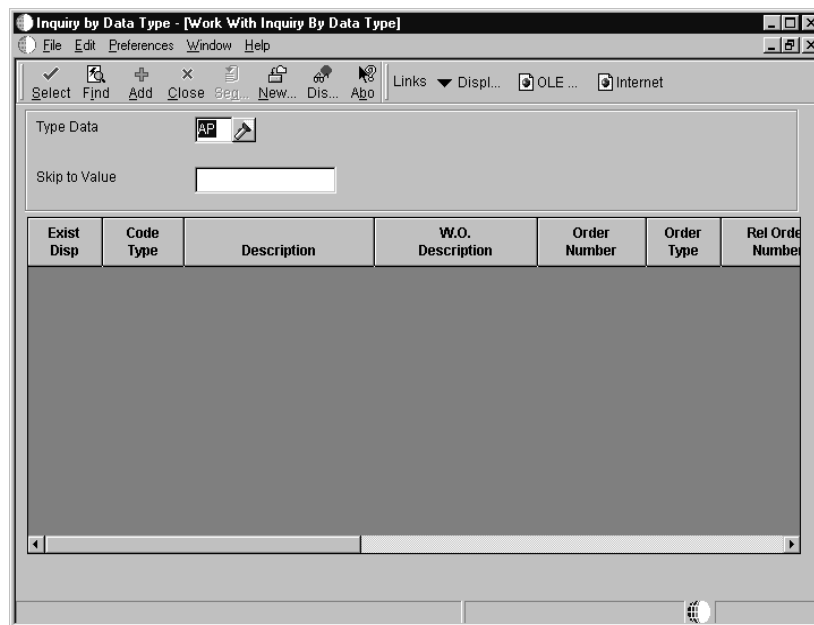 Inquiry by Data Type - [Work With Inquiry By Data Type]
File Edit Preferences Window Help
Select Find Add Close Seq... New... Dis... Abo Links Displ... OLE ... Internet
Type Data AP
Skip to Value
Exist Disp Code Type Description W.O. Description Order Number Order Type Rel Orde Number